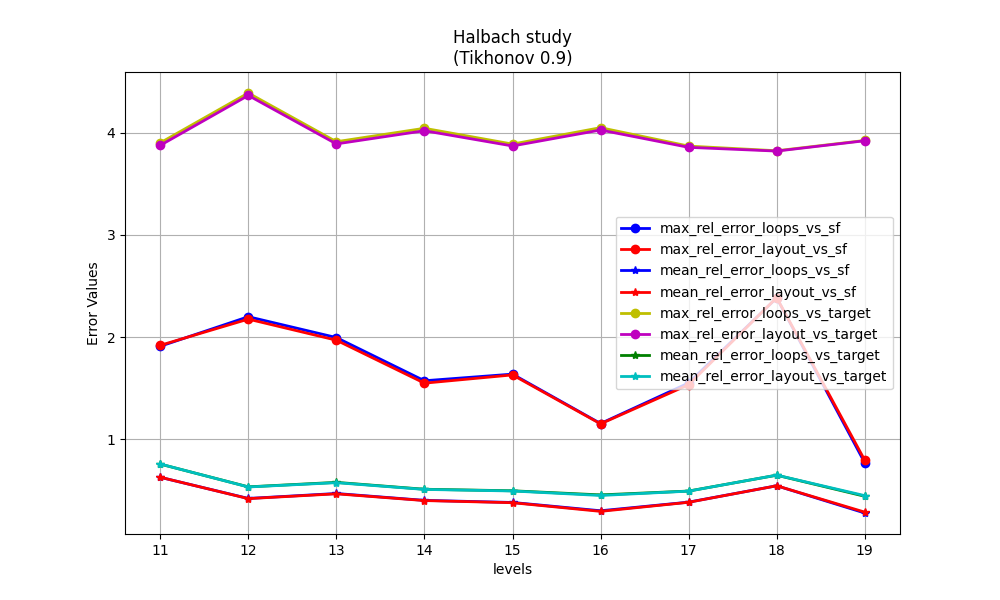 Halbach study
(Tikhonov 0.9)
Error Values
4
3
2
1
max_rel_error_loops_vs_sf
max_rel_error_layout_vs_sf
mean_rel_error_loops_vs_sf
mean_rel_error_layout_vs_sf
max_rel_error_loops_vs_target
max_rel_error_layout_vs_target
mean_rel_error_loops_vs_target
mean_rel_error_layout_vs_target
11 12 13 14 15 16 17 18 19
levels